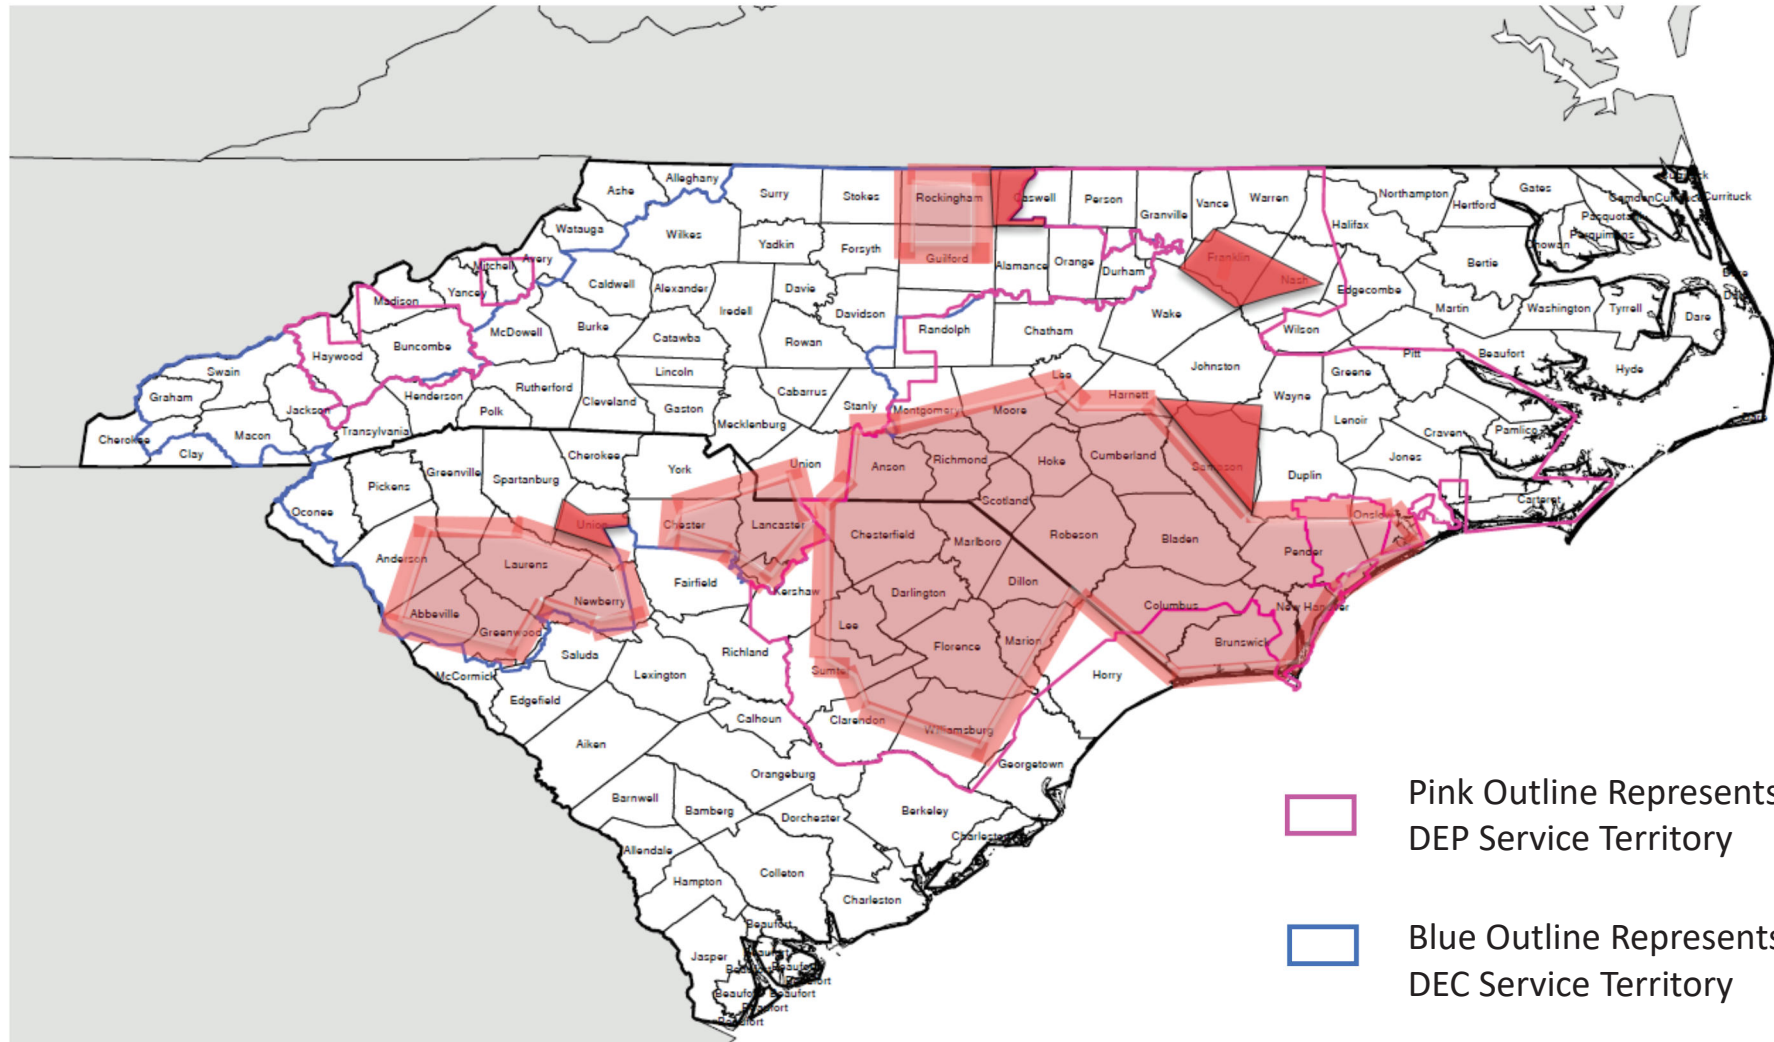 Alleghany
Ashe
Surry
Stokes
Rockingham
Caswell
Person
Granville
Vance
Warren
Northampton
Gates
Hertford
Currituck
Camden
Pasquotank
Perquimans
Chowan
Halifax
Watauga
Wilkes
Yadkin
Forsyth
Guilford
Alamance
Orange
Durham
Franklin
Nash
Bertie
Mitchell
Avery
Yancey
Madison
Caldwell
Alexander
Davie
Iredell
Davidson
Edgecombe
Martin
Washington
Tyrrell
Dare
McDowell
Burke
Catawba
Rowan
Randolph
Chatham
Wake
Wilson
Haywood
Buncombe
Swain
Pitt
Beaufort
Hyde
Graham
Jackson
Henderson
Rutherford
Lincoln
Cleveland
Gaston
Cabarrus
Stanly
Montgomery
Moore
Lee
Harnett
Johnston
Wayne
Greene
Lenoir
Craven
Pamlico
Polk
Mecklenburg
Cherokee
Macon
Transylvania
Clay
Cherokee
York
Union
Anson
Richmond
Hoke
Cumberland
Sampson
Duplin
Jones
Carteret
Scotland
Greenville
Spartanburg
Pickens
Oconee
Union
Chester
Lancaster
Chesterfield
Marlboro
Robeson
Bladen
Pender
Onslow
Anderson
Laurens
Fairfield
Kershaw
Darlington
Dillon
Columbus
New Hanover
Abbeville
Newberry
Greenwood
Lee
Florence
Marion
Brunswick
Saluda
Richland
McCormick
Lexington
Sumter
Horry
Edgefield
Calhoun
Clarendon
Williamsburg
Aiken
Orangeburg
Georgetown
Barnwell
Bamberg
Dorchester
Berkeley
Charleston
Allendale
Hampton
Colleton
Charleston
Beaufort
Jasper
Beaufort
Beaufort
Beaufort
Pink Outline Represents
DEP Service Territory
Blue Outline Represents
DEC Service Territory